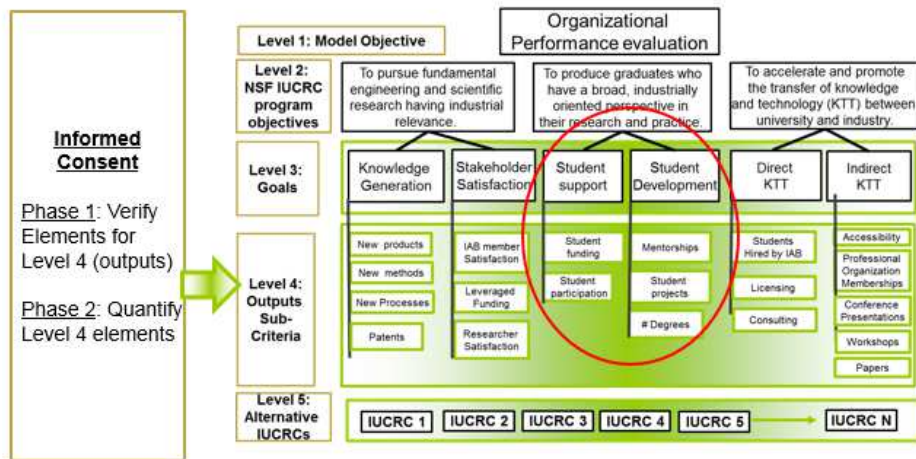 Organizational
Performance evaluation
Level 1: Model Objective
Level 2:
NSF IUCRC
program
objectives
To pursue fundamental
engineering and scientific
research having industrial
relevance.
To produce graduates who
have a broad, industrially
oriented perspective in
their research and practice.
To accelerate and promote
the transfer of knowledge
and technology (KTT) between
university and industry.
Informed
Consent
Phase 1: Verify
Elements for
Level 4 (outputs)
Phase 2: Quantify
Level 4 elements
Level 3:
Goals
Knowledge
Generation
Stakeholder
Satisfaction
Student
support
Student
Development
Direct
KTT
Indirect
KTT
Level 4:
Outputs
Sub-
Criteria
New products
New methods
New Processes
Patents
IAB member
Satisfaction
Leveraged
Funding
Researcher
Satisfaction
Student
funding
Student
participation
Mentorships
Student
projects
# Degrees
Students
Hired by IAB
Licensing
Consulting
Accessibility
Professional
Organization
Memberships
Conference
Presentations
Workshops
Papers
Level 5:
Alternative
IUCRCs
IUCRC 1
IUCRC 2
IUCRC 3
IUCRC 4
IUCRC 5
IUCRC N